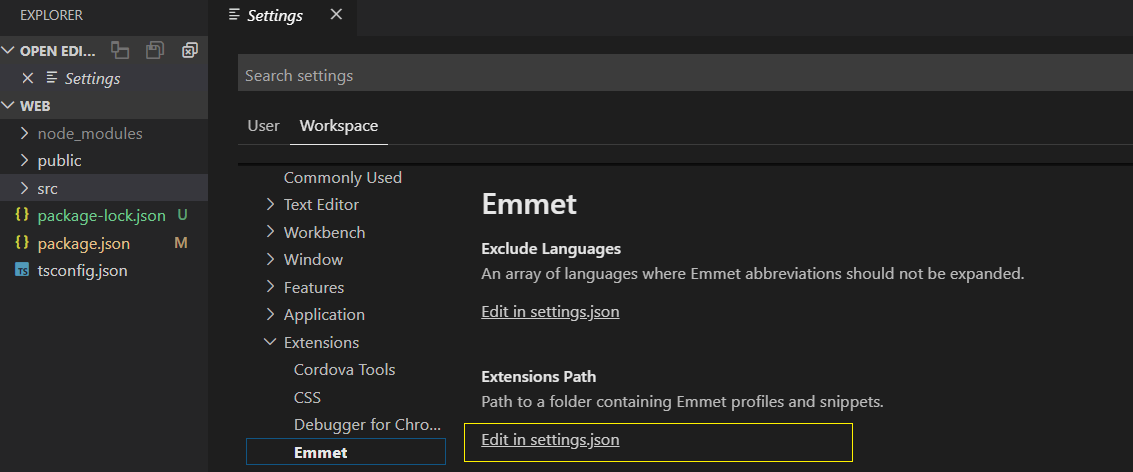 EXPLORER
OPEN EDI...
Settings
WEB
node_modules
public
src
{} package-lock.json U
{} package.json M
TS tsconfig.json
Settings
Search settings
User Workspace
Commonly Used
Text Editor
Workbench
Window
Features
Application
Extensions
Cordova Tools
CSS
Debugger for Chro...
Emmet
Emmet
Exclude Languages
An array of languages where Emmet abbreviations should not be expanded.
Edit in settings.json
Extensions Path
Path to a folder containing Emmet profiles and snippets.
Edit in settings.json